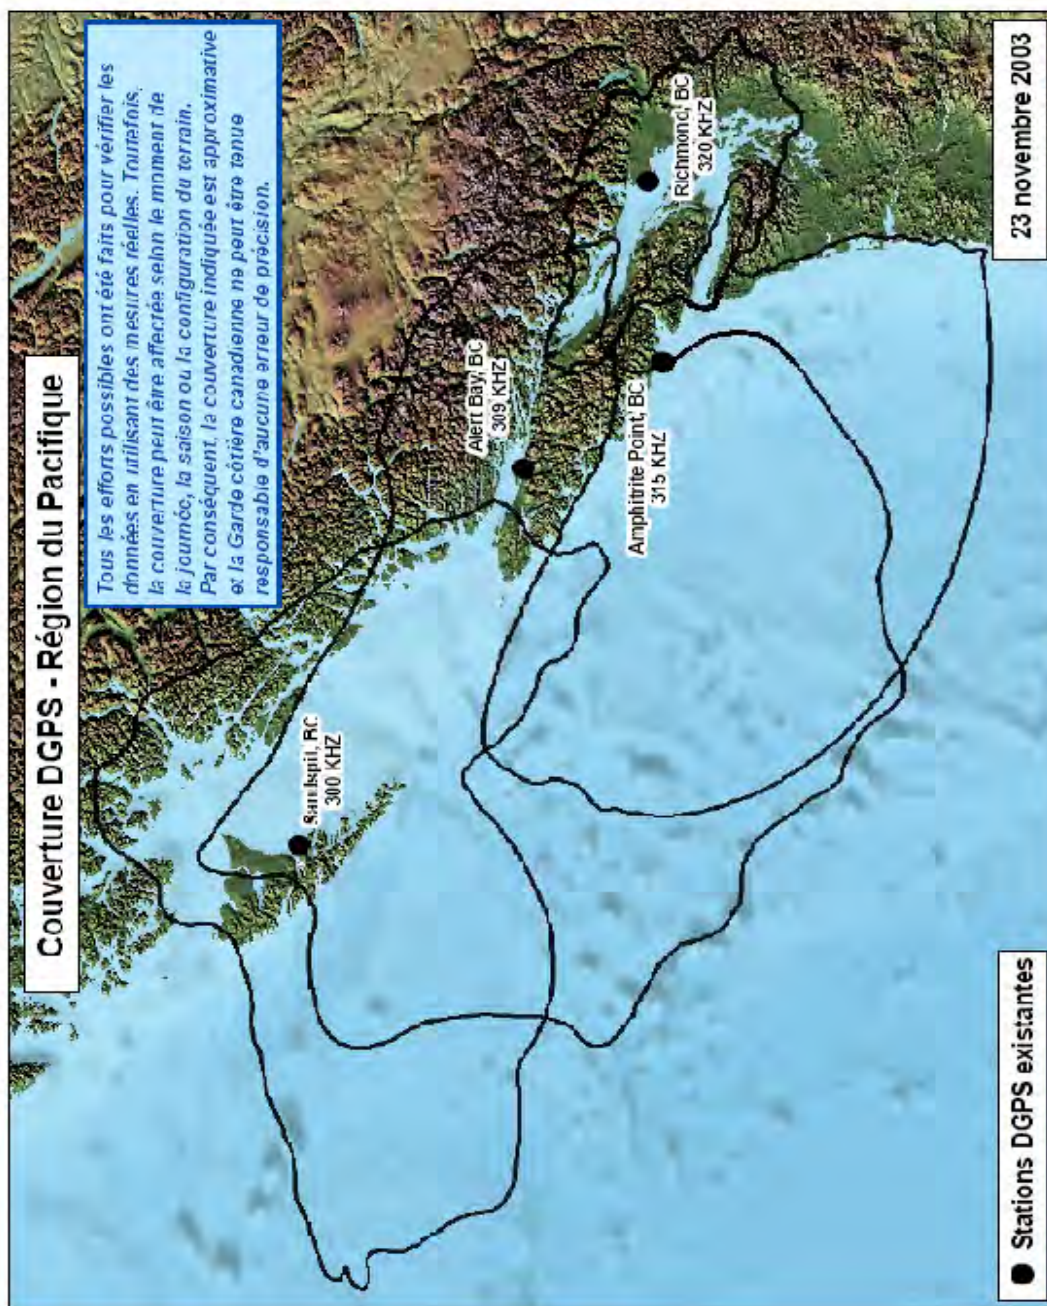 Couverture DGPS - Région du Pacifique
Tous les efforts possibles ont été faits pour vérifier les
données en utilisant des mesures réelles. Toutefois,
la couverture peut être affectée selon le moment de
la journée, la saison ou la configuration du terrain.
Par conséquent, la couverture indiquée est approximative
et la Garde côtière canadienne ne peut être tenue
responsable d'aucune erreur de précision.
Sandspit, BC
300 KHZ
Alert Bay, BC
309 KHZ
Amphitrite Point, BC
315 KHZ
Richmond, BC
320 KHZ
Stations DGPS existantes
23 novembre 2003